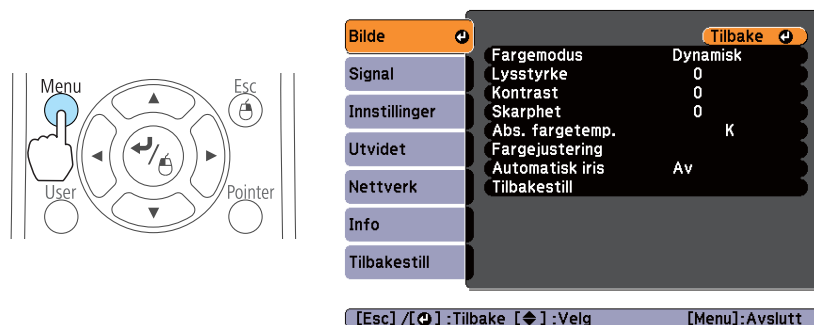 Menu
Esc
User
Pointer
Bilde
Signal
Innstillinger
Utvidet
Nettverk
Info
Tilbakestill
Tilbake
Fargemodus Dynamisk
Lysstyrke 0
Kontrast 0
Skarphet 0
Abs. fargetemp. K
Fargejustering
Automatisk iris Av
Tilbakestill
[Esc] /[ ] :Tilbake [ ] :Velg [Menu]:Avslutt